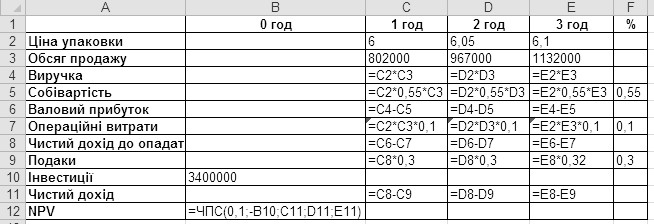 A B C D E F
1 0 год 1 год 2 год 3 год %
2 Ціна упаковки 6 6,05 6,1
3 Обсяг продажу 802000 967000 1132000
4 Виручка =C2*C3 =D2*D3 =E2*E3
5 Собівартість =C2*0,55*C3 =D2*0,55*D3 =E2*0,55*E3 0,55
6 Валовий прибуток =C4-C5 =D4-D5 =E4-E5
7 Операційні витрати =C2*C3*0,1 =D2*D3*0,1 =E2*E3*0,1 0,1
8 Чистий дохід до опадат =C6-C7 =D6-D7 =E6-E7
9 Подаки =C8*0,3 =D8*0,3 =E8*0,32 0,3
10 Інвестиції 3400000
11 Чистий дохід =C8-C9 =D8-D9 =E8-E9
12 NPV =ЧПС(0,1;-B10;C11;D11;E11)